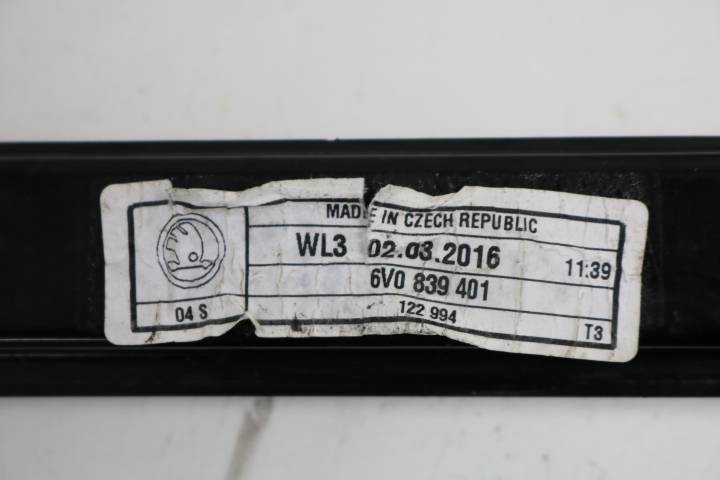 MADE IN CZECH REPUBLIC
WL3 02.03.2016 11:39
6V0 839 401
04 S 122 994 T3